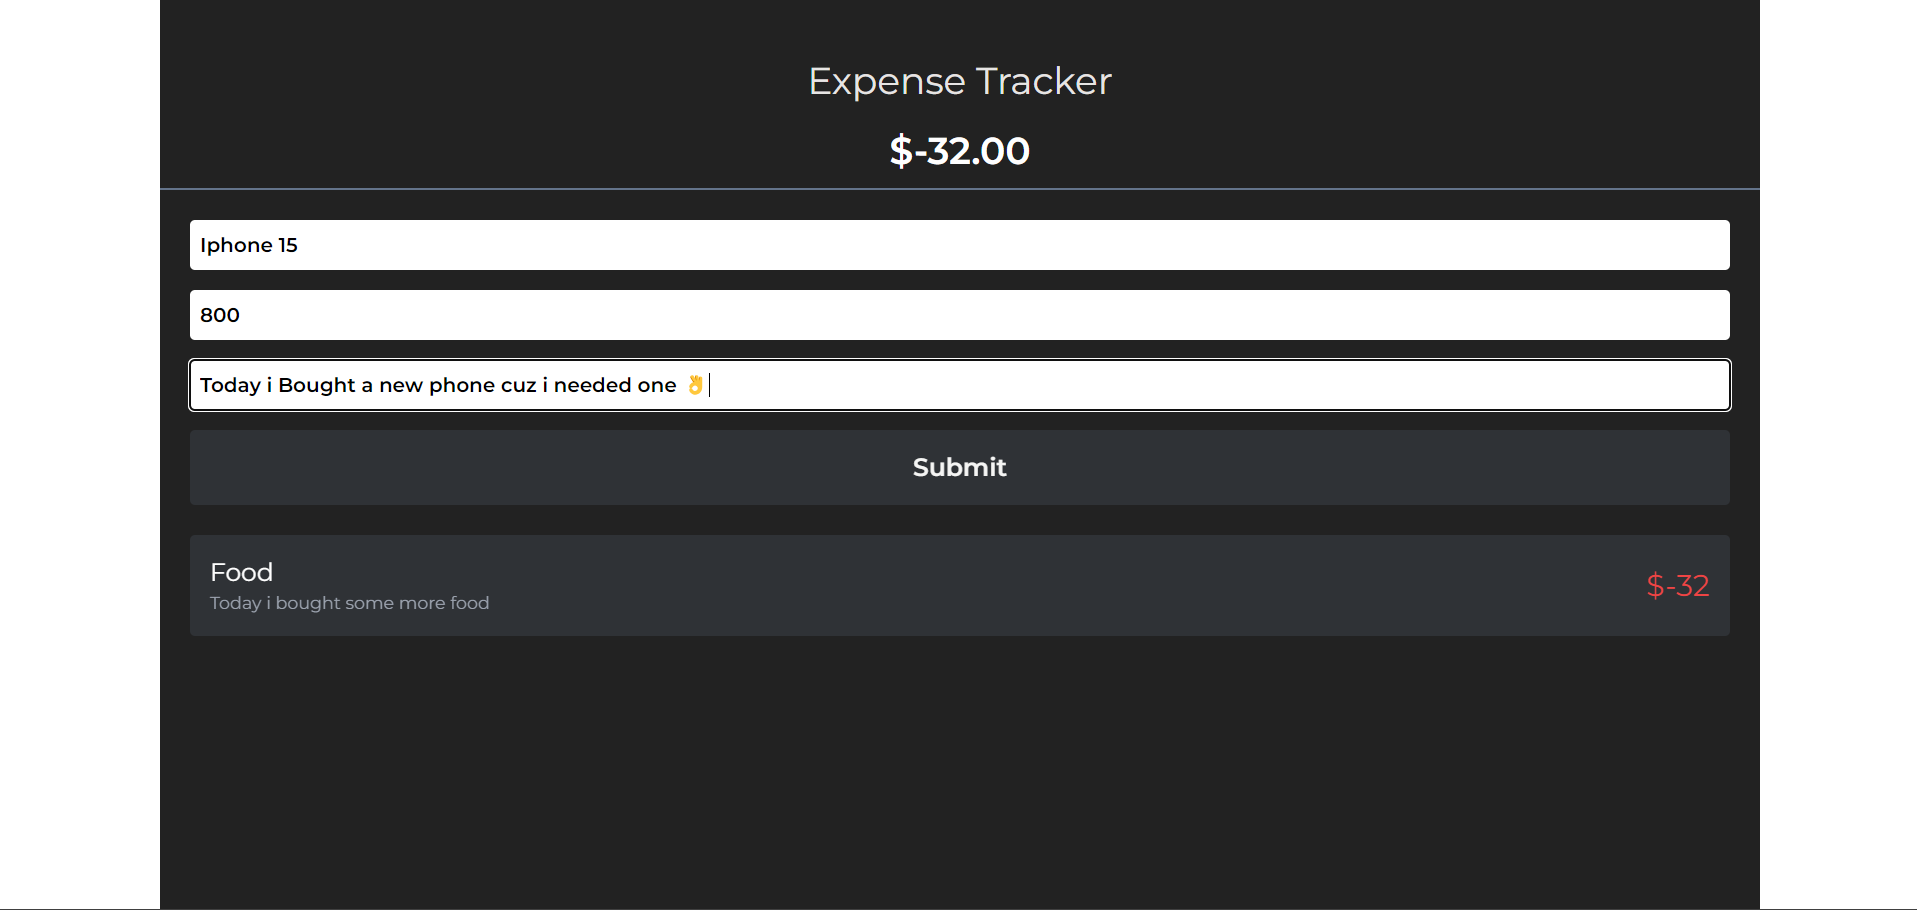 Expense Tracker
$-32.00
Iphone 15
800
Today i Bought a new phone cuz i needed one 👌
Submit
Food
Today i bought some more food
$-32